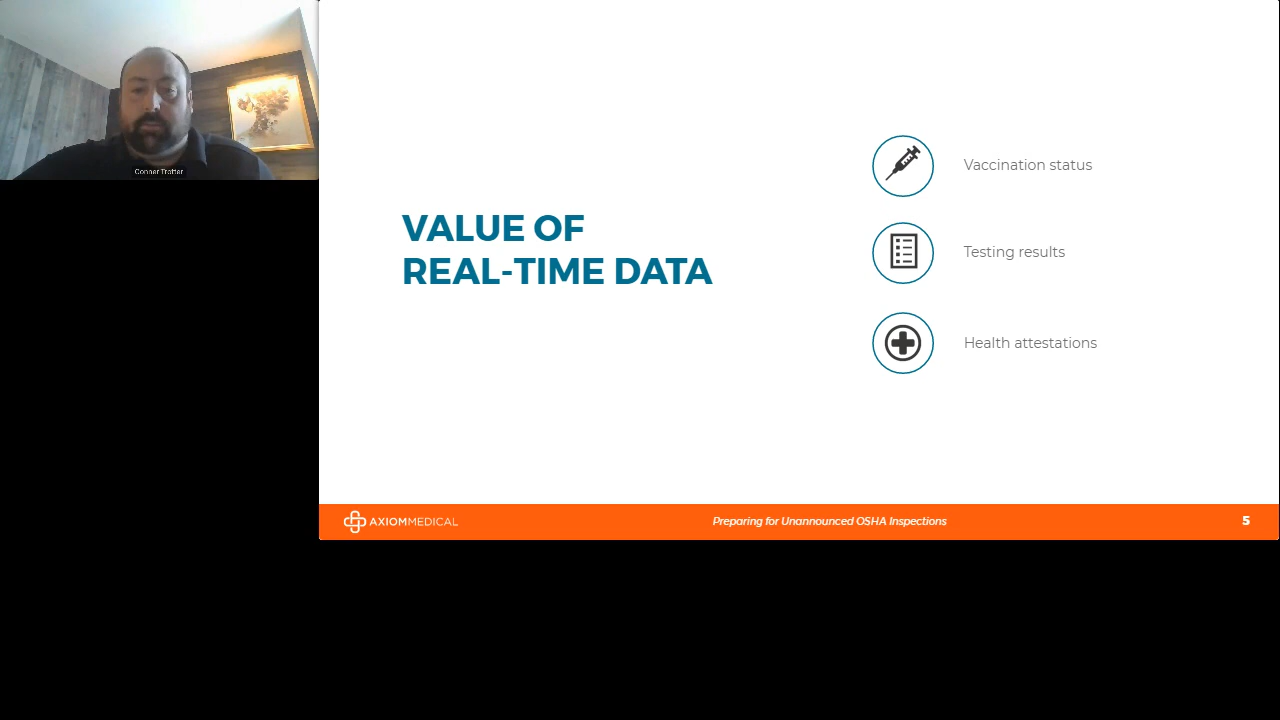 Conner Trotter
VALUE OF
REAL-TIME DATA
Vaccination status
Testing results
Health attestations
AXIOMMEDICAL
Preparing for Unannounced OSHA Inspections
5